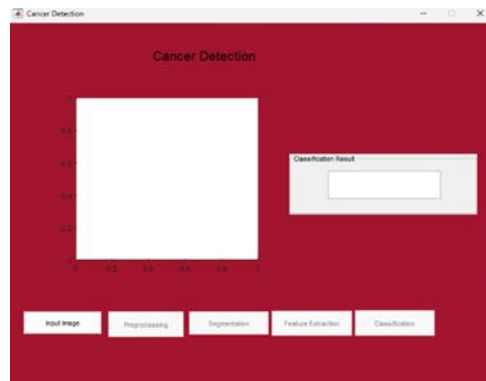 Cancer Detection
Cancer Detection
1
0.8
0.6
0.4
0.2
0
0 0.2 0.4 0.6 0.8 1
Classification Result
Input Image
Preprocessing
Segmentation
Feature Extraction
Classification